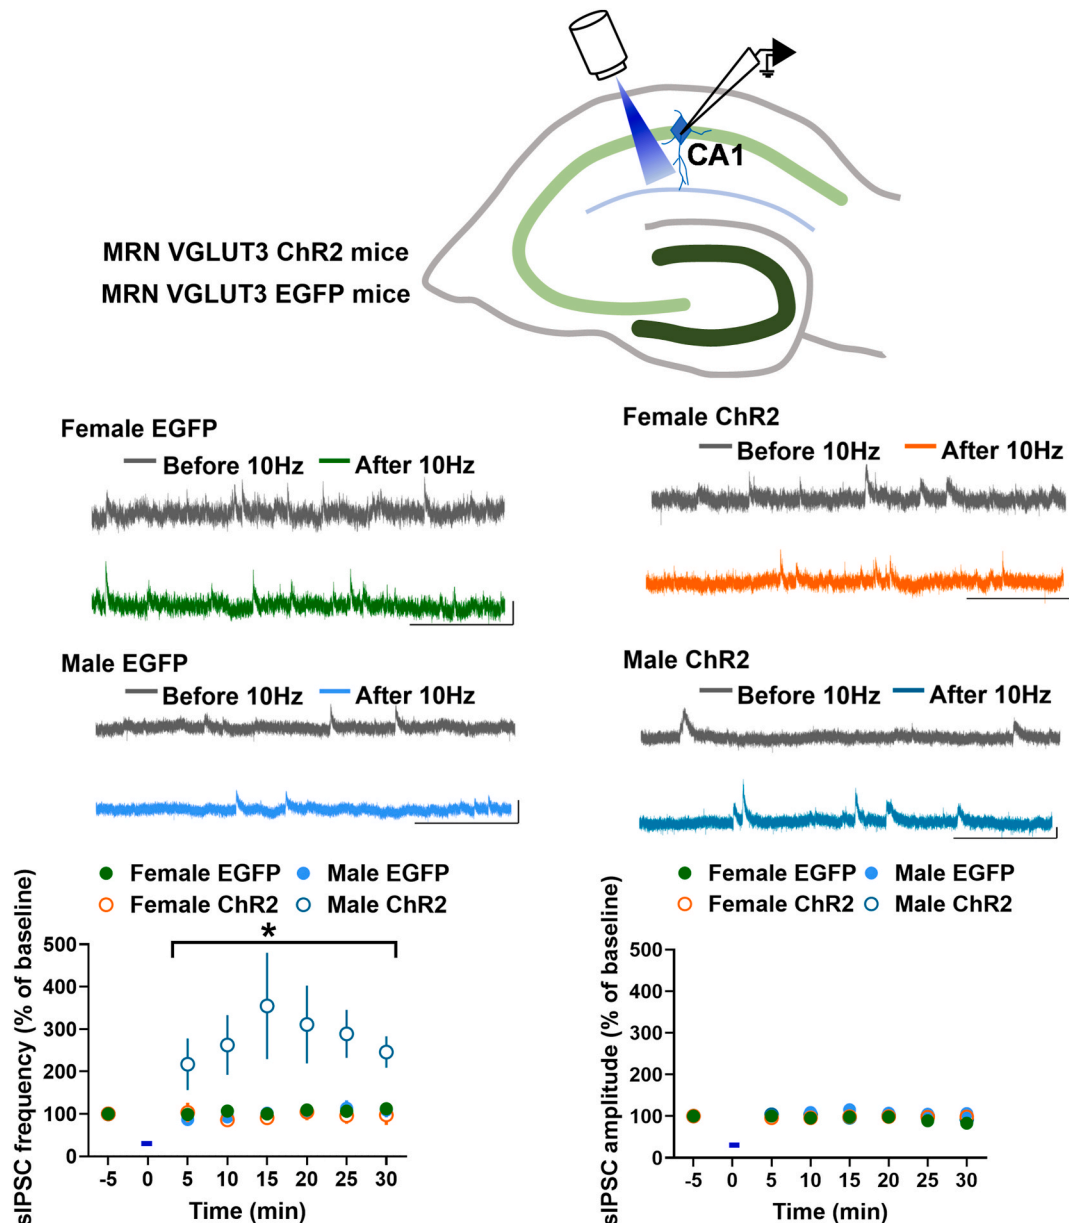 CA1
MRN VGLUT3 ChR2 mice
MRN VGLUT3 EGFP mice
Female EGFP
Before 10Hz After 10Hz
Female ChR2
Before 10Hz After 10Hz
Male EGFP
Before 10Hz After 10Hz
Male ChR2
Before 10Hz After 10Hz
Female EGFP Male EGFP
Female ChR2 Male ChR2
*
sIPSC frequency (% of baseline)
500
400
300
200
100
0
-5 0 5 10 15 20 25 30
Time (min)
Female EGFP Male EGFP
Female ChR2 Male ChR2
sIPSC amplitude (% of baseline)
500
400
300
200
100
0
-5 0 5 10 15 20 25 30
Time (min)